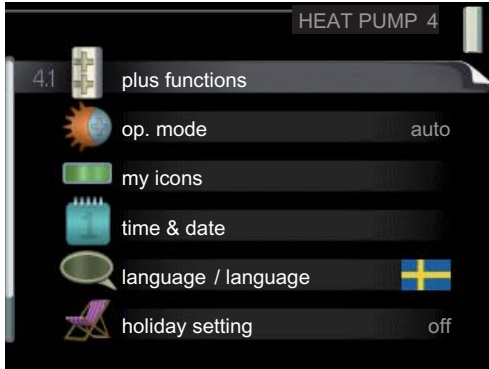 HEAT PUMP 4
4.1 plus functions
op. mode auto
my icons
1
time & date
language / language
holiday setting off